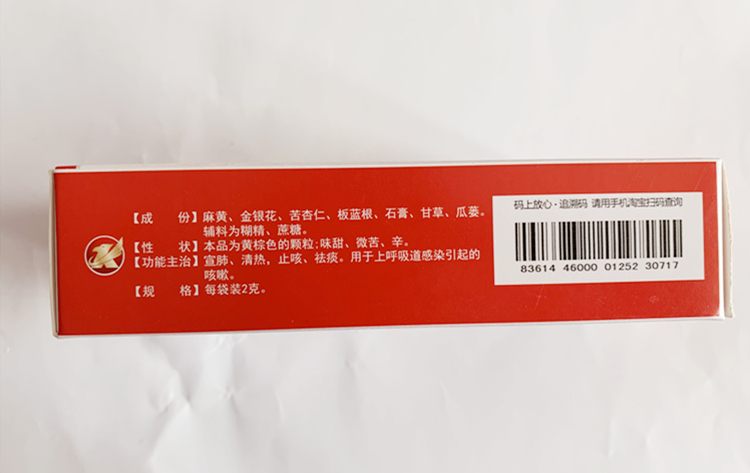 【成　份】麻黄、金银花、苦杏仁、板蓝根、石膏、甘草、瓜蒌。
辅料为糊精、蔗糖。
【性　状】本品为黄棕色的颗粒;味甜、微苦、辛。
【功能主治】宣肺、清热，止咳、祛痰。用于上呼吸道感染引起的
咳嗽。
【规　格】每袋装2克。
码上放心·追溯码 请用手机淘宝扫码查询
83614 46000 01252 30717